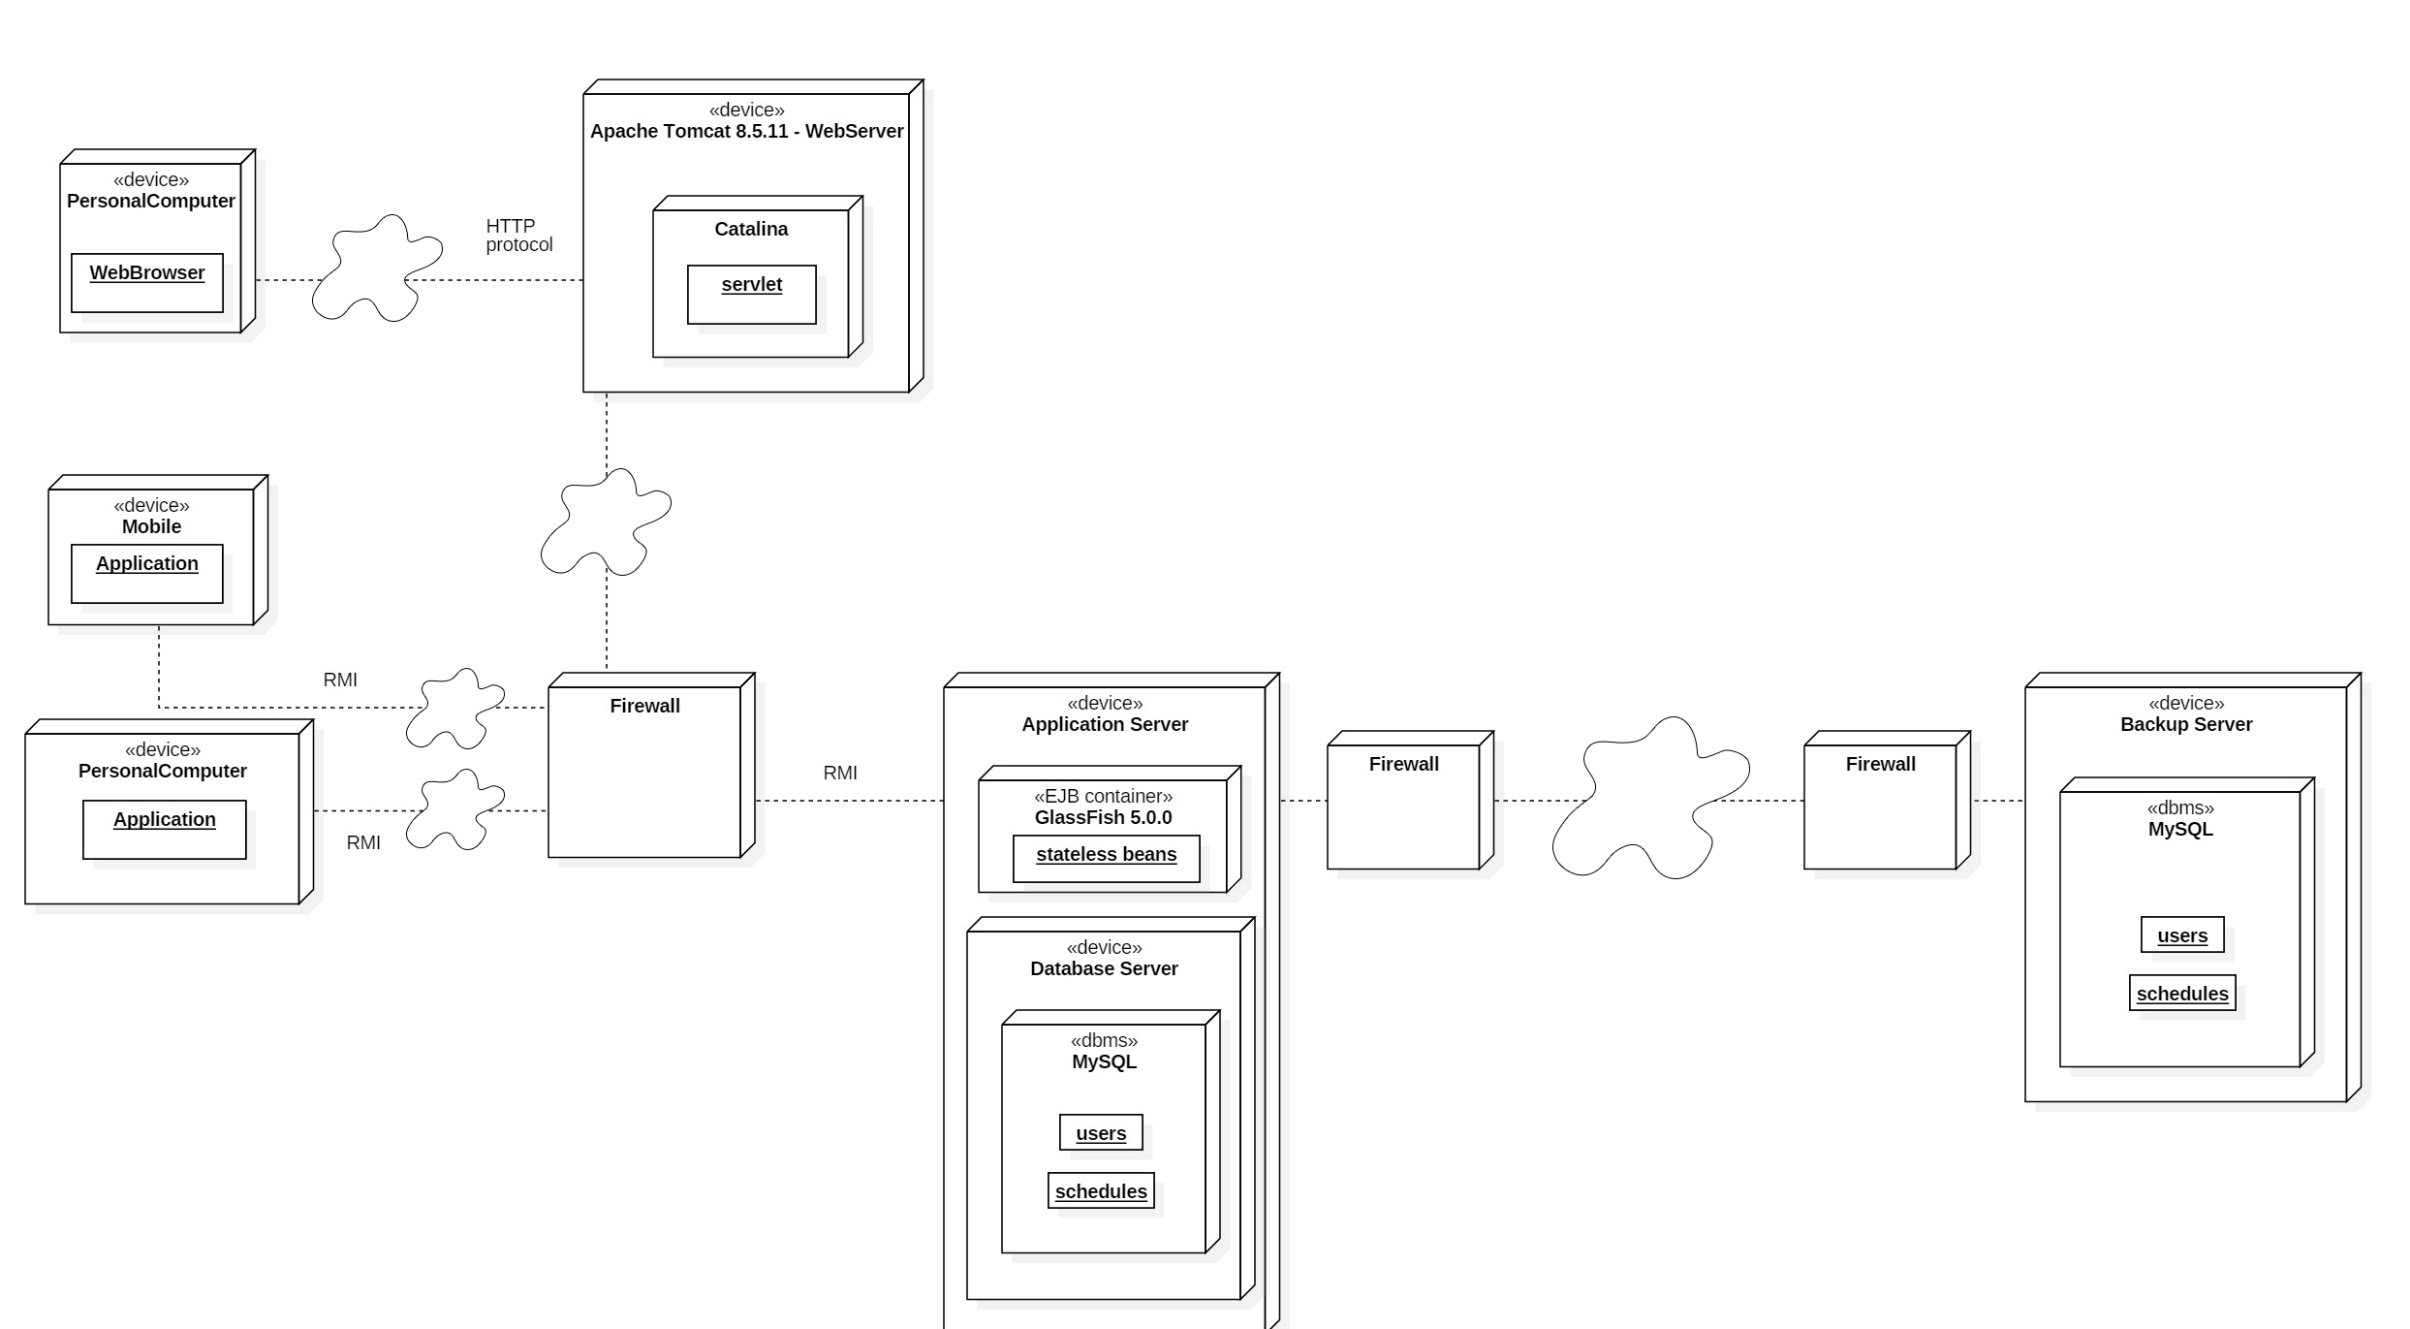 «device»
Apache Tomcat 8.5.11 - WebServer
«device»
PersonalComputer
WebBrowser
HTTP
protocol
Catalina
servlet
«device»
Mobile
Application
RMI
«device»
PersonalComputer
Application
RMI
Firewall
RMI
«device»
Application Server
«EJB container»
GlassFish 5.0.0
stateless beans
«device»
Database Server
«dbms»
MySQL
users
schedules
Firewall
Firewall
«device»
Backup Server
«dbms»
MySQL
users
schedules